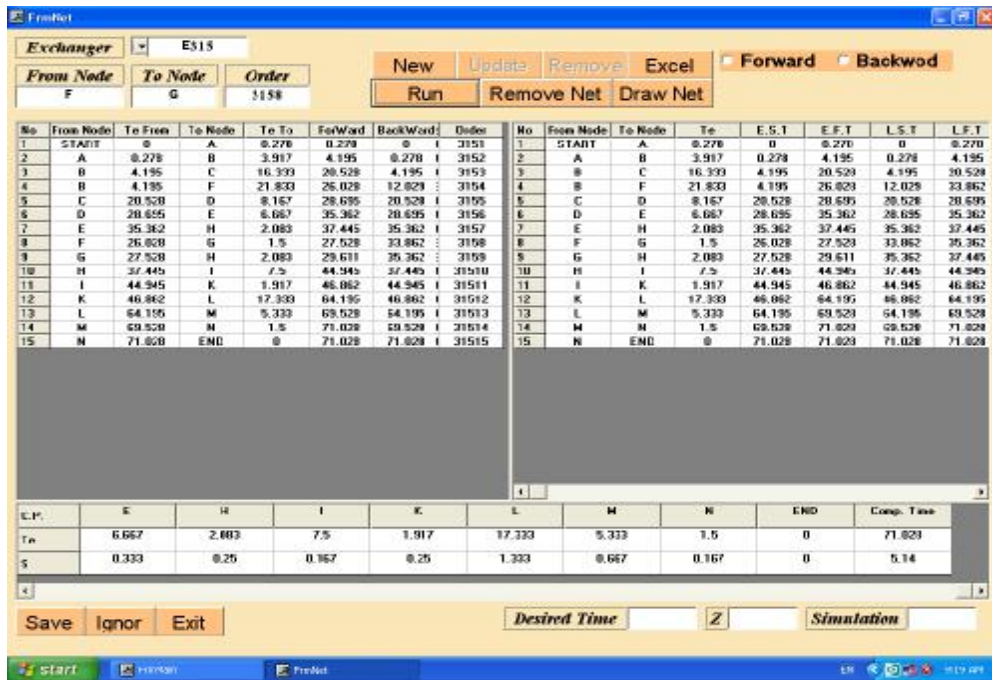 FrmNet
Exchanger E315
From Node To Node Order
F G 3158
New Update Remove Excel Forward Backwod
Run Remove Net Draw Net
No From Node Te From To Node Te To ForWard BackWard Order
1 START 0 A 0.278 0.278 0 3151
2 A 0.278 B 3.917 4.195 0.278 3152
3 B 4.195 C 16.333 20.528 4.195 3153
4 B 4.195 F 21.833 26.028 12.029 3154
5 C 20.528 D 8.167 28.695 20.528 3155
6 D 28.695 E 6.667 35.362 28.695 3156
7 E 35.362 H 2.083 37.445 35.362 3157
8 F 26.028 G 1.5 27.528 33.862 3158
9 G 27.528 H 2.083 29.611 35.362 3159
10 H 37.445 I 7.5 44.945 37.445 31510
11 I 44.945 K 1.917 46.862 44.945 31511
12 K 46.862 L 17.333 64.195 46.862 31512
13 L 64.195 M 5.333 69.528 64.195 31513
14 M 69.528 N 1.5 71.028 69.528 31514
15 N 71.028 END 0 71.028 71.028 31515
No From Node To Node Te E.S.T E.F.T L.S.T L.F.T
1 START A 0.278 0 0.278 0 0.278
2 A B 3.917 0.278 4.195 0.278 4.195
3 B C 16.333 4.195 20.528 4.195 20.528
4 B F 21.833 4.195 26.028 12.029 33.862
5 C D 8.167 20.528 28.695 20.528 28.695
6 D E 6.667 28.695 35.362 28.695 35.362
7 E H 2.083 35.362 37.445 35.362 37.445
8 F G 1.5 26.028 27.528 33.862 35.362
9 G H 2.083 27.528 29.611 35.362 37.445
10 H I 7.5 37.445 44.945 37.445 44.945
11 I K 1.917 44.945 46.862 44.945 46.862
12 K L 17.333 46.862 64.195 46.862 64.195
13 L M 5.333 64.195 69.528 64.195 69.528
14 M N 1.5 69.528 71.028 69.528 71.028
15 N END 0 71.028 71.028 71.028 71.028
C.P. E H I K L M N END Comp. Time
Te 6.667 2.083 7.5 1.917 17.333 5.333 1.5 0 71.028
S 0.333 0.25 0.167 0.25 1.333 0.667 0.167 0 5.14
Save Ignor Exit Desired Time Z Simulation
start FrmMain FrmNet EN AM